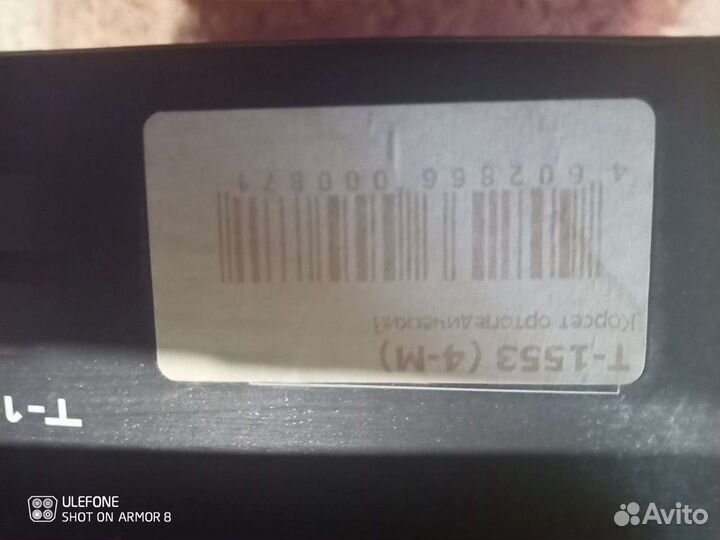 Т-1553 (4-М)
Корсет ортопедический
4 602866 000871
Т-1
ULEFONE
SHOT ON ARMOR 8
Avito